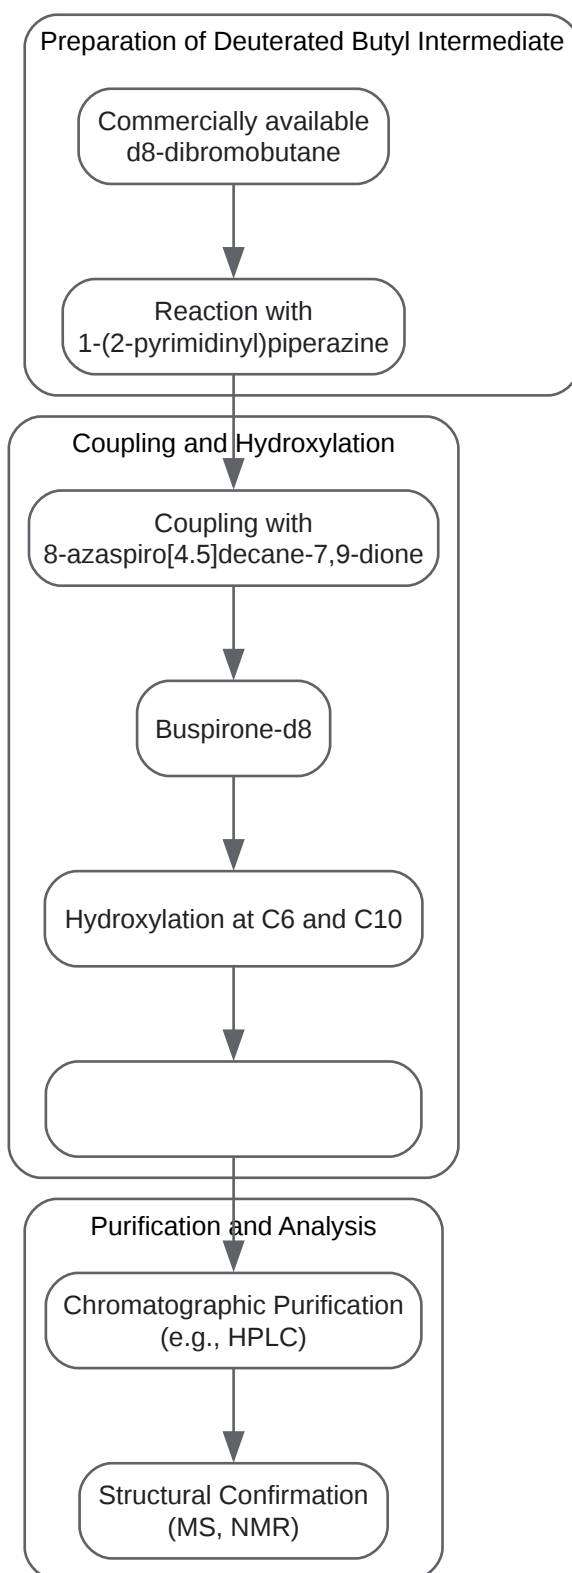 Preparation of Deuterated Butyl Intermediate
Commercially available
d8-dibromobutane
Reaction with
1-(2-pyrimidinyl)piperazine
Coupling and Hydroxylation
Coupling with
8-azaspiro[4.5]decane-7,9-dione
Buspirone-d8
Hydroxylation at C6 and C10
Purification and Analysis
Chromatographic Purification
(e.g., HPLC)
Structural Confirmation
(MS, NMR)